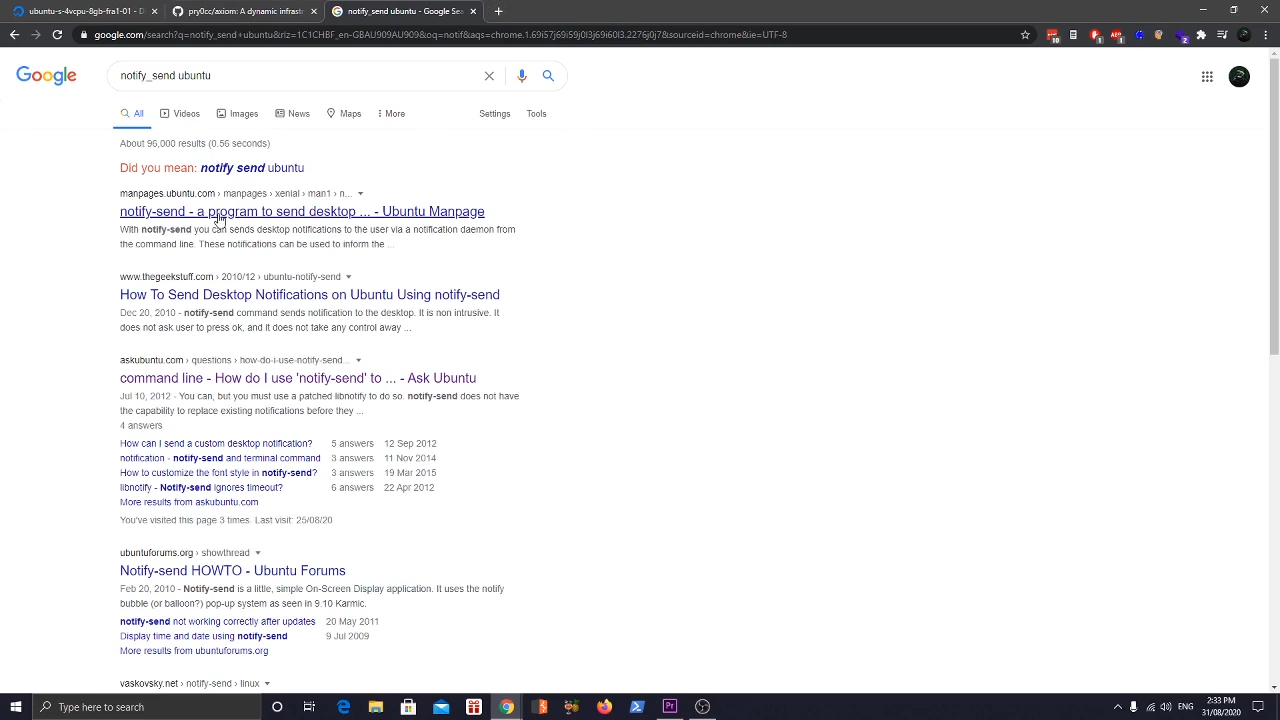 ubuntu-s-4vcpu-8gb-fra1-01 - D
pry0cc/axiom: A dynamic infrastr
notify_send ubuntu - Google Sea
google.com/search?q=notify_send+ubuntu&rlz=1C1CHBF_en-GBAU909AU909&oq=notif&aqs=chrome.1.69i57j69i59j0l3j69i60l3.2276j0j7&sourceid=chrome&ie=UTF-8
Google
notify_send ubuntu
All
Videos
Images
News
Maps
More
Settings
Tools
About 96,000 results (0.56 seconds)
Did you mean: notify send ubuntu
manpages.ubuntu.com › manpages › xenial › man1 › n...
notify-send - a program to send desktop ... - Ubuntu Manpage
With notify-send you can sends desktop notifications to the user via a notification daemon from
the command line. These notifications can be used to inform the ...
www.thegeekstuff.com › 2010/12 › ubuntu-notify-send
How To Send Desktop Notifications on Ubuntu Using notify-send
Dec 20, 2010 - notify-send command sends notification to the desktop. It is non intrusive. It
does not ask user to press ok, and it does not take any control away ...
askubuntu.com › questions › how-do-i-use-notify-send...
command line - How do I use 'notify-send' to ... - Ask Ubuntu
Jul 10, 2012 - You can, but you must use a patched libnotify to do so. notify-send does not have
the capability to replace existing notifications before they ...
4 answers
How can I send a custom desktop notification? 5 answers 12 Sep 2012
notification - notify-send and terminal command 3 answers 11 Nov 2014
How to customize the font style in notify-send? 3 answers 19 Mar 2015
libnotify - Notify-send ignores timeout? 6 answers 22 Apr 2012
More results from askubuntu.com
You've visited this page 3 times. Last visit: 25/08/20
ubuntuforums.org › showthread
Notify-send HOWTO - Ubuntu Forums
Feb 20, 2010 - Notify-send is a little, simple On-Screen Display application. It uses the notify
bubble (or balloon?) pop-up system as seen in 9.10 Karmic.
notify-send not working correctly after updates 20 May 2011
Display time and date using notify-send 9 Jul 2009
More results from ubuntuforums.org
vaskovsky.net › notify-send › linux
Type here to search
Pr
ENG
2:33 PM
31/08/2020